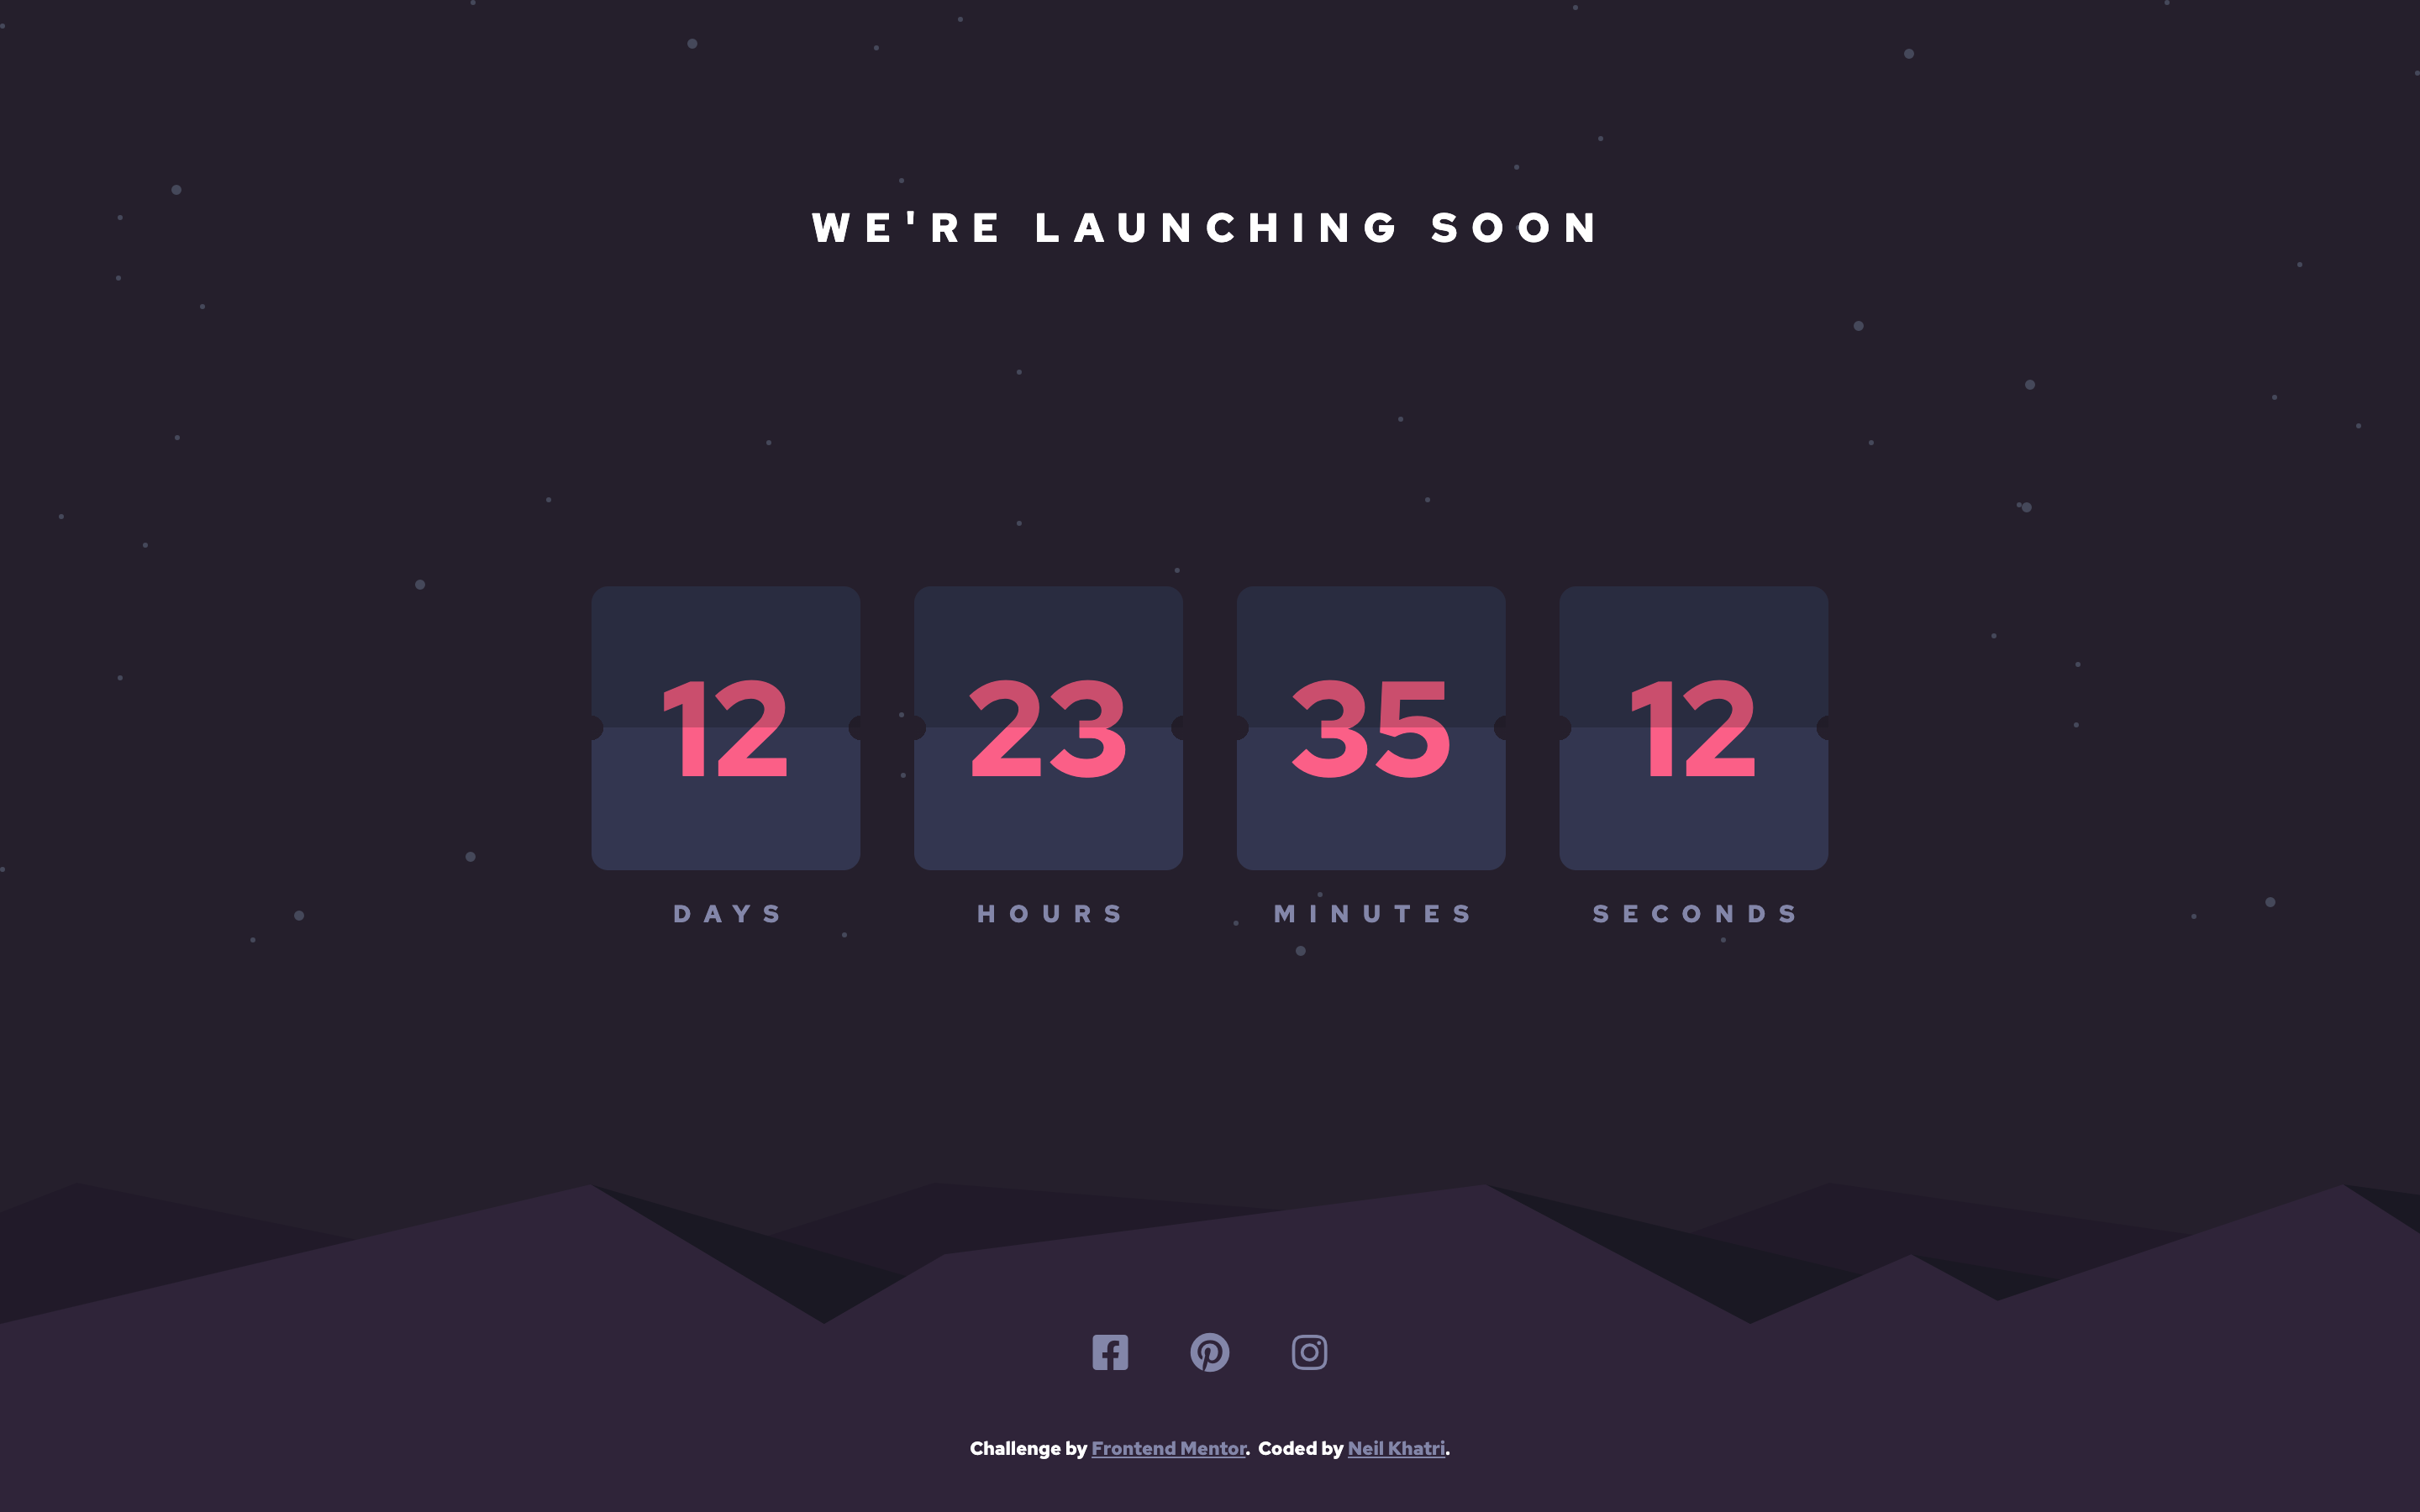 WE'RE LAUNCHING SOON
12 23 35 12
DAYS HOURS MINUTES SECONDS
Challenge by Frontend Mentor. Coded by Neil Khatri.